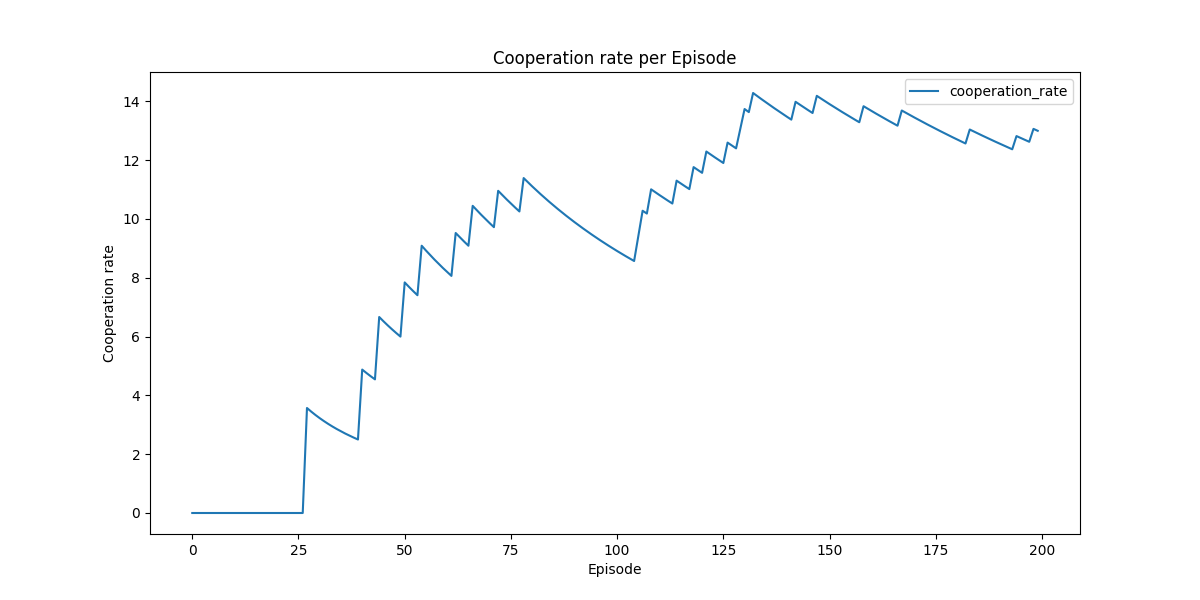 Cooperation rate per Episode
cooperation_rate
Cooperation rate
14
12
10
8
6
4
2
0
0 25 50 75 100 125 150 175 200
Episode